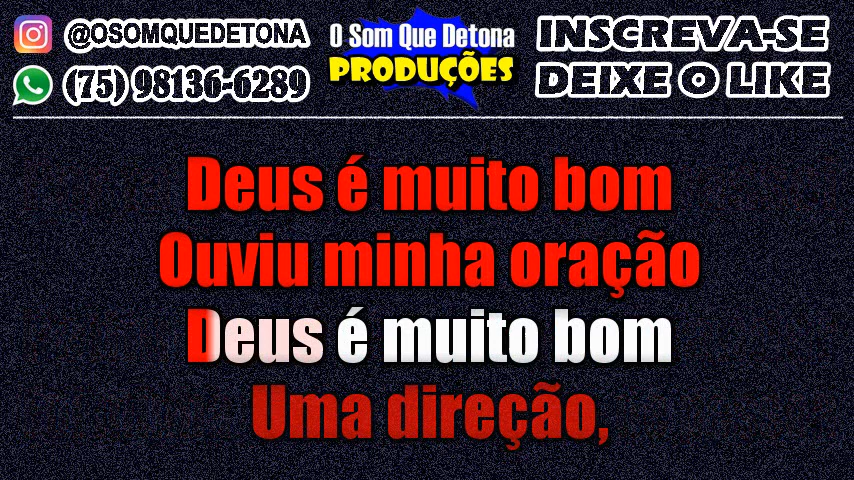 @OSOMQUEDETONA
(75) 98136-6289
O Som Que Detona
PRODUÇÕES
INSCREVA-SE
DEIXE O LIKE
Deus é muito bom
Ouviu minha oração
Deus é muito bom
Uma direção,